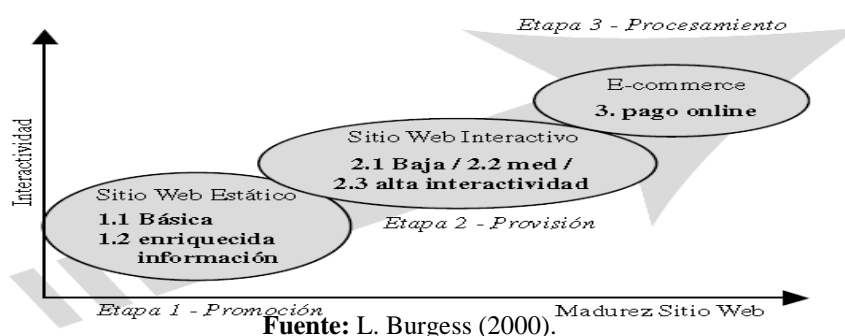 Etapa 3 - Procesamiento
E-commerce
3. pago online
Interactividad
Sitio Web Interactivo
2.1 Baja / 2.2 med /
2.3 alta interactividad
Sitio Web Estático
1.1 Básica
1.2 enriquecida
información
Etapa 2 - Provisión
Etapa 1 - Promoción
Madurez Sitio Web
Fuente: L. Burgess (2000).